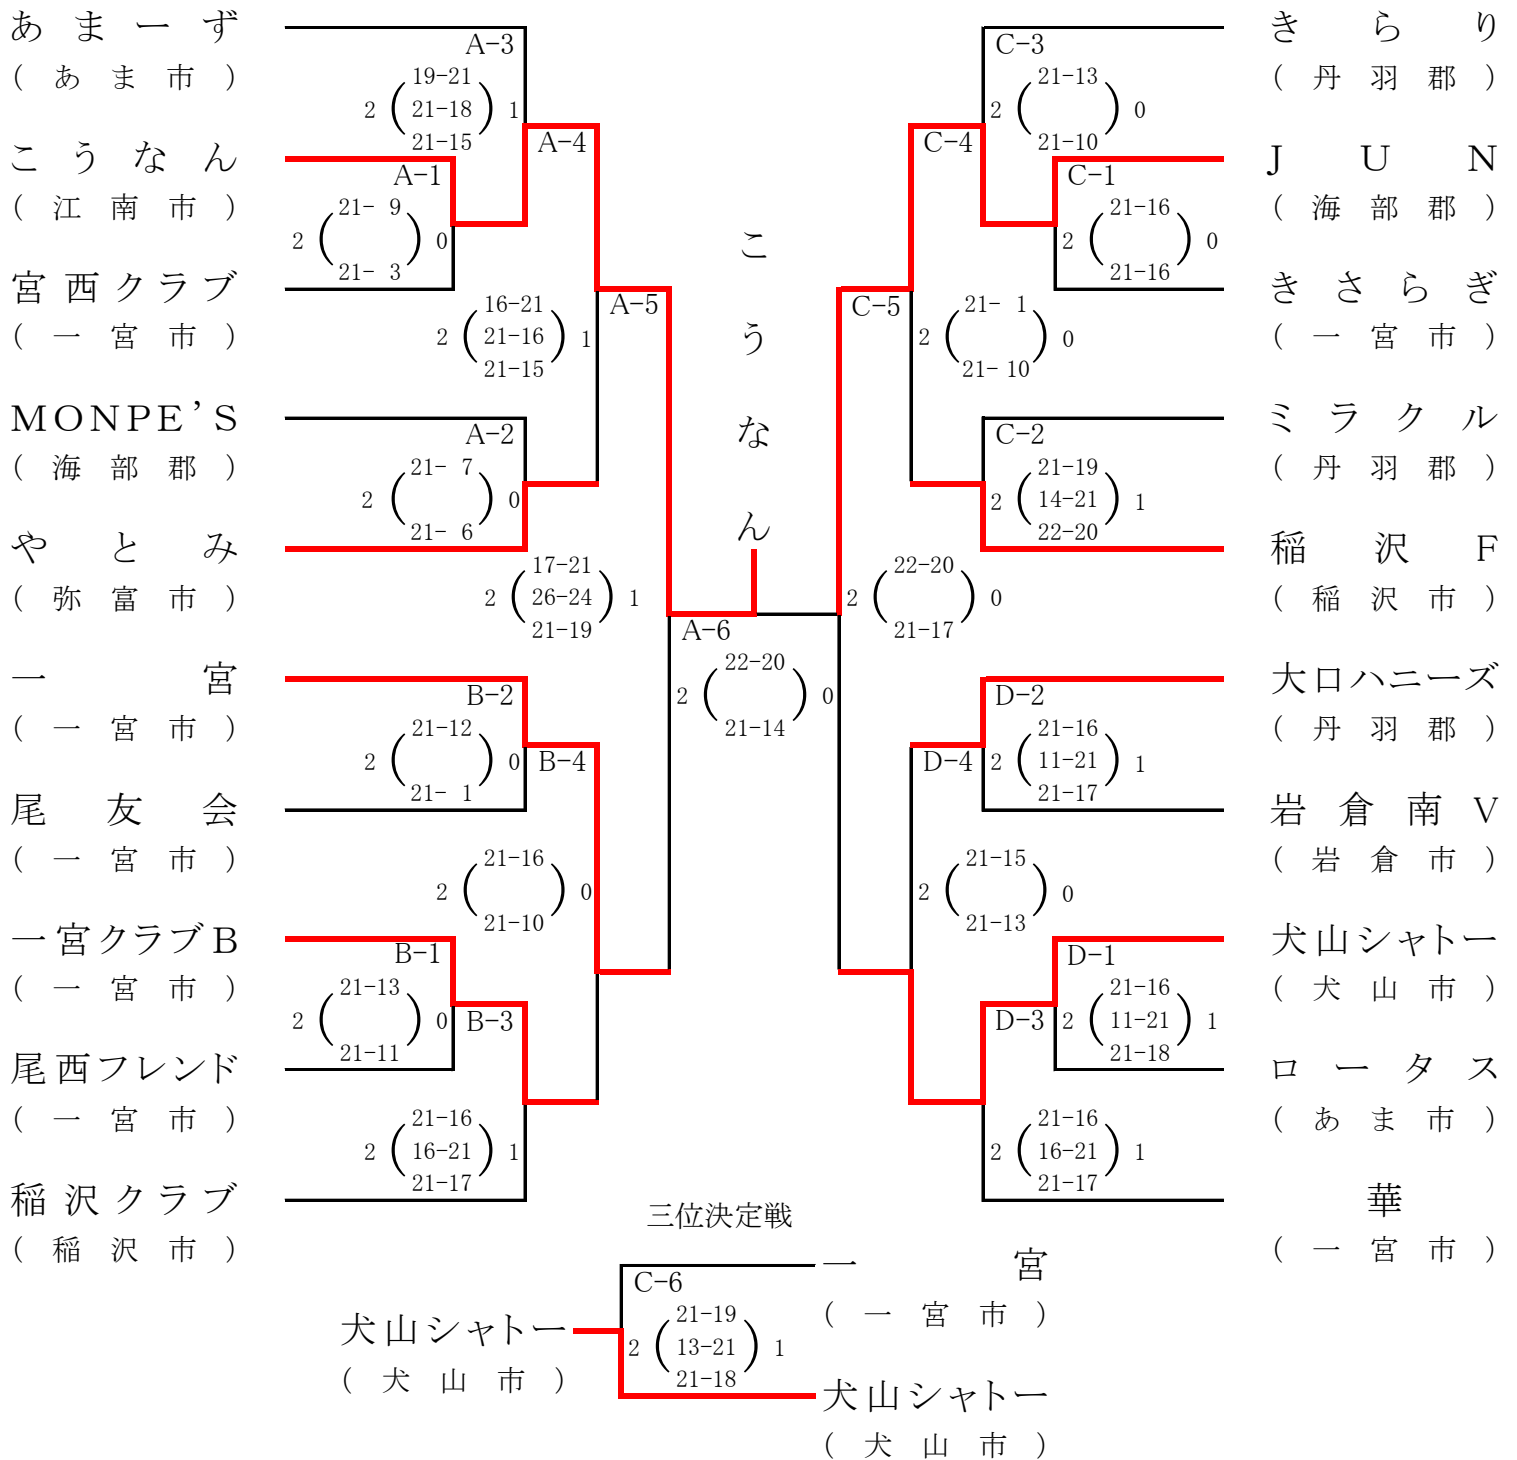 あまーず
(あま市)
A-3
19-21
2 ( 21-18 ) 1
21-15
こうなん
(江南市)
A-1
21- 9
2 ( ) 0
21- 3
宮西クラブ
(一宮市)
A-4
16-21
2 ( 21-16 ) 1
21-15
MONPE'S
(海部郡)
A-2
21- 7
2 ( ) 0
21- 6
やとみ
(弥富市)
A-5
17-21
2 ( 26-24 ) 1
21-19
一宮
(一宮市)
B-2
21-12
2 ( ) 0
21- 1
尾友会
(一宮市)
B-4
21-16
2 ( ) 0
21-10
一宮クラブB
(一宮市)
B-1
21-13
2 ( ) 0
21-11
尾西フレンド
(一宮市)
B-3
21-16
2 ( 16-21 ) 1
21-17
稲沢クラブ
(稲沢市)
こうなん
A-6
22-20
2 ( ) 0
21-14
きらり
(丹羽郡)
C-3
21-13
2 ( ) 0
21-10
JUN
(海部郡)
C-1
21-16
2 ( ) 0
21-16
きさらぎ
(一宮市)
C-4
21- 1
2 ( ) 0
21- 10
ミラクル
(丹羽郡)
C-2
21-19
2 ( 14-21 ) 1
22-20
稲沢F
(稲沢市)
C-5
22-20
2 ( ) 0
21-17
大口ハニーズ
(丹羽郡)
D-2
21-16
2 ( 11-21 ) 1
21-17
岩倉南V
(岩倉市)
D-4
21-15
2 ( ) 0
21-13
犬山シャトー
(犬山市)
D-1
21-16
2 ( 11-21 ) 1
21-18
ロータス
(あま市)
D-3
21-16
2 ( 16-21 ) 1
21-17
華
(一宮市)
三位決定戦
一宮
(一宮市)
C-6
21-19
2 ( 13-21 ) 1
21-18
犬山シャトー
(犬山市)
犬山シャトー
(犬山市)